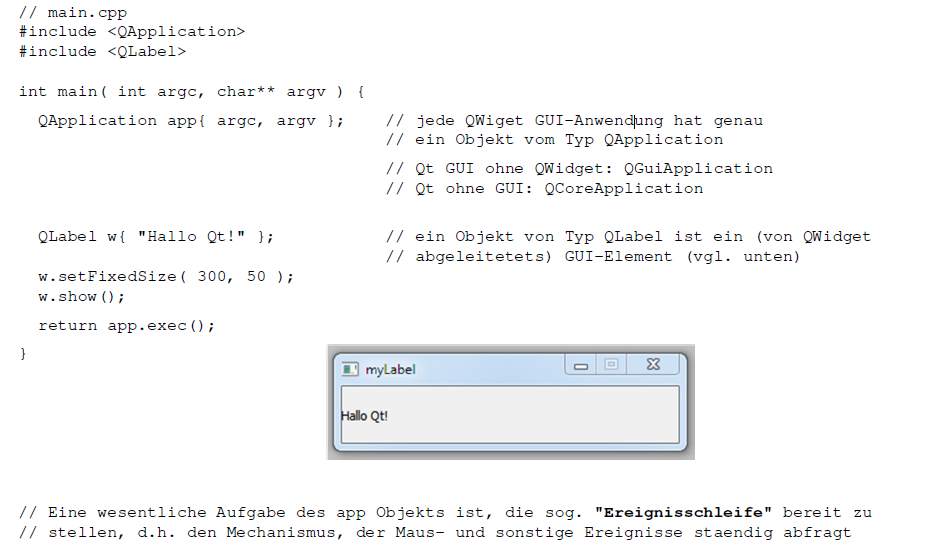 // main.cpp
#include <QApplication>
#include <QLabel>
int main( int argc, char** argv ) {
QApplication app{ argc, argv }; // jede QWiget GUI-Anwendung hat genau
// ein Objekt vom Typ QApplication
// Qt GUI ohne QWidget: QGuiApplication
// Qt ohne GUI: QCoreApplication
QLabel w{ "Hallo Qt!" }; // ein Objekt von Typ QLabel ist ein (von QWidget
// abgeleitetets) GUI-Element (vgl. unten)
w.setFixedSize( 300, 50 );
w.show();
return app.exec();
}
myLabel
Hallo Qt!
// Eine wesentliche Aufgabe des app Objekts ist, die sog. "Ereignisschleife" bereit zu
// stellen, d.h. den Mechanismus, der Maus- und sonstige Ereignisse staendig abfragt